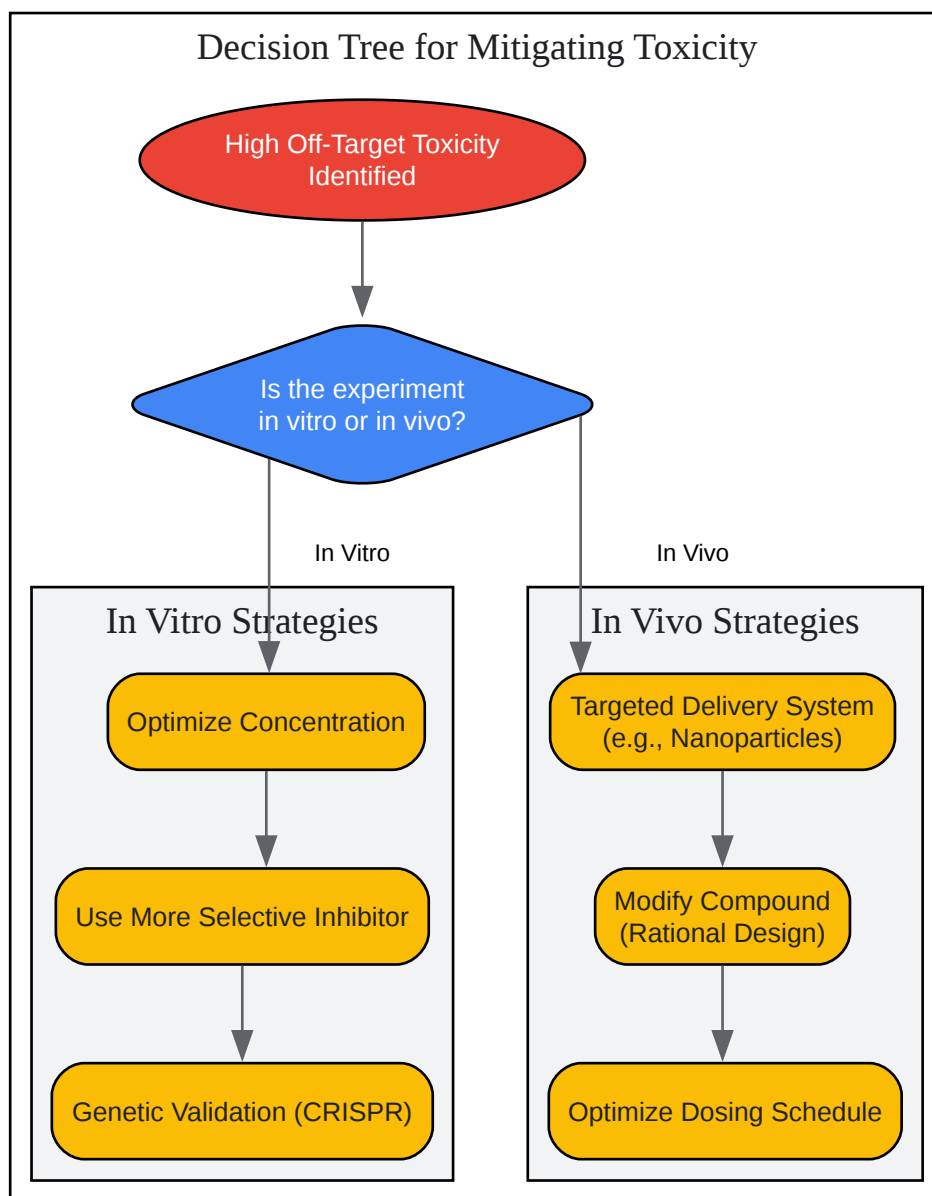 Decision Tree for Mitigating Toxicity
High Off-Target Toxicity
Identified
Is the experiment
in vitro or in vivo?
In Vitro
In Vivo
In Vitro Strategies
Optimize Concentration
Use More Selective Inhibitor
Genetic Validation (CRISPR)
In Vivo Strategies
Targeted Delivery System
(e.g., Nanoparticles)
Modify Compound
(Rational Design)
Optimize Dosing Schedule